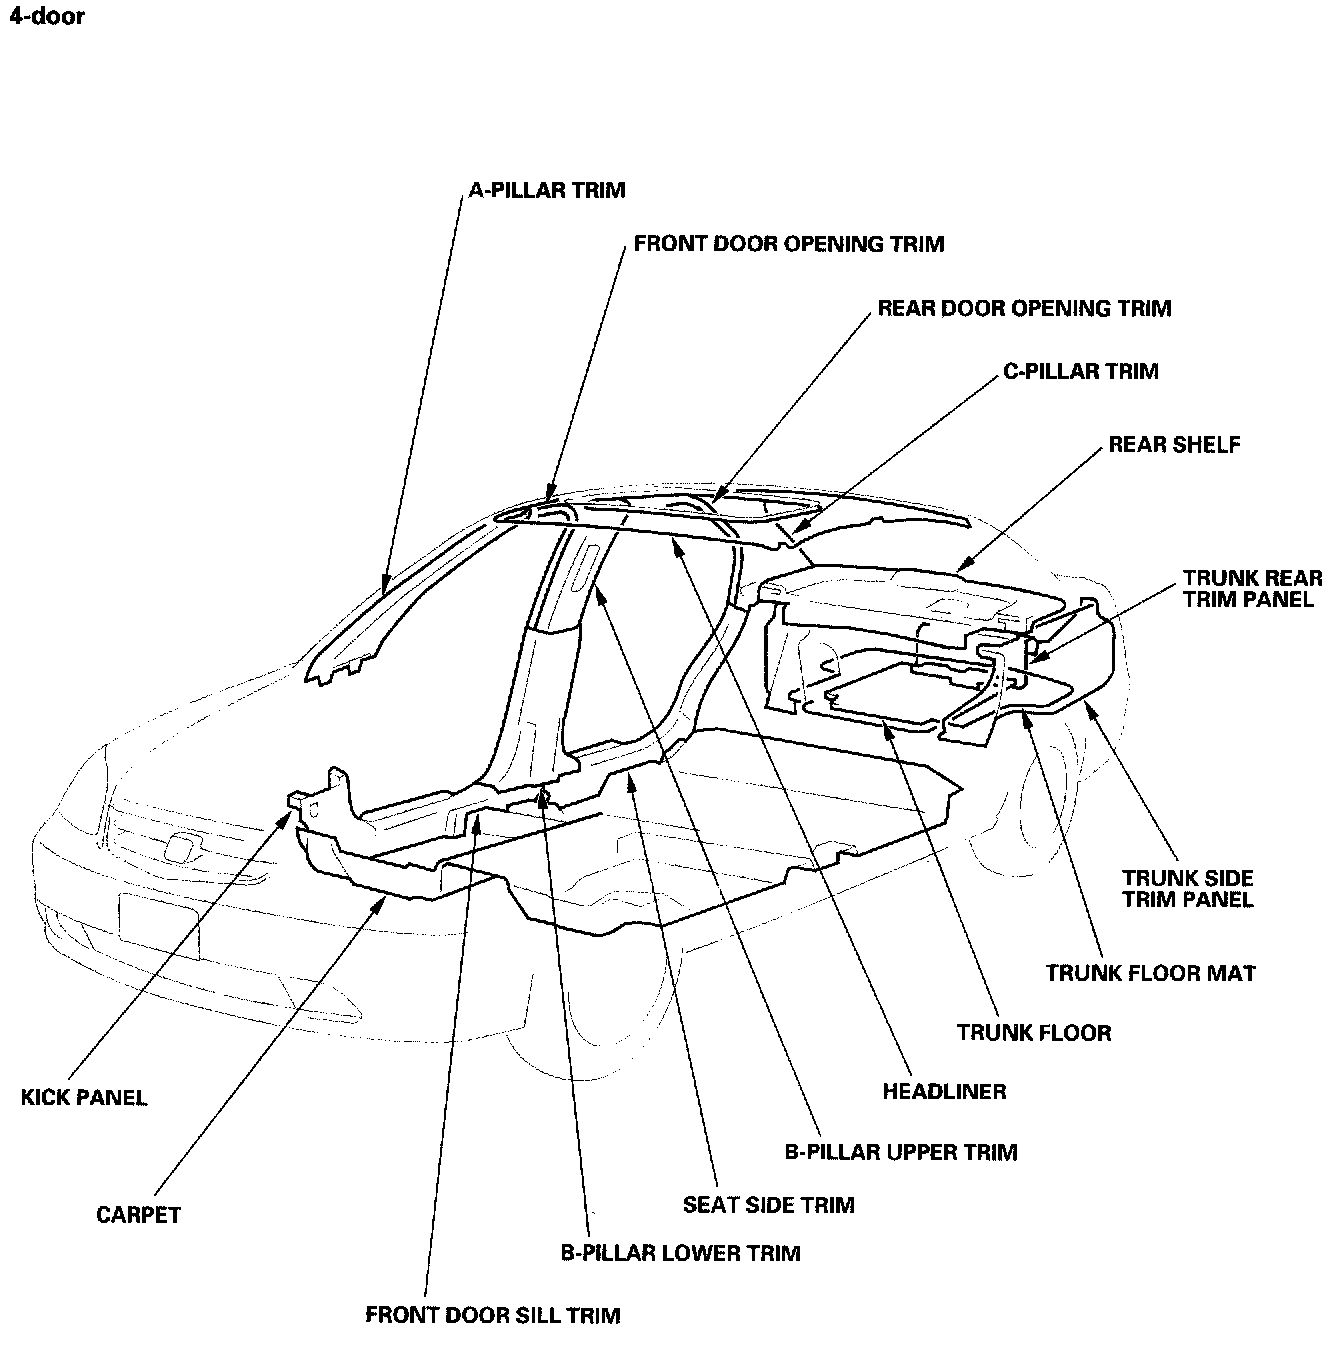 4-door
A-PILLAR TRIM
FRONT DOOR OPENING TRIM
REAR DOOR OPENING TRIM
C-PILLAR TRIM
REAR SHELF
TRUNK REAR
TRIM PANEL
TRUNK SIDE
TRIM PANEL
TRUNK FLOOR MAT
TRUNK FLOOR
HEADLINER
KICK PANEL
B-PILLAR UPPER TRIM
SEAT SIDE TRIM
CARPET
B-PILLAR LOWER TRIM
FRONT DOOR SILL TRIM